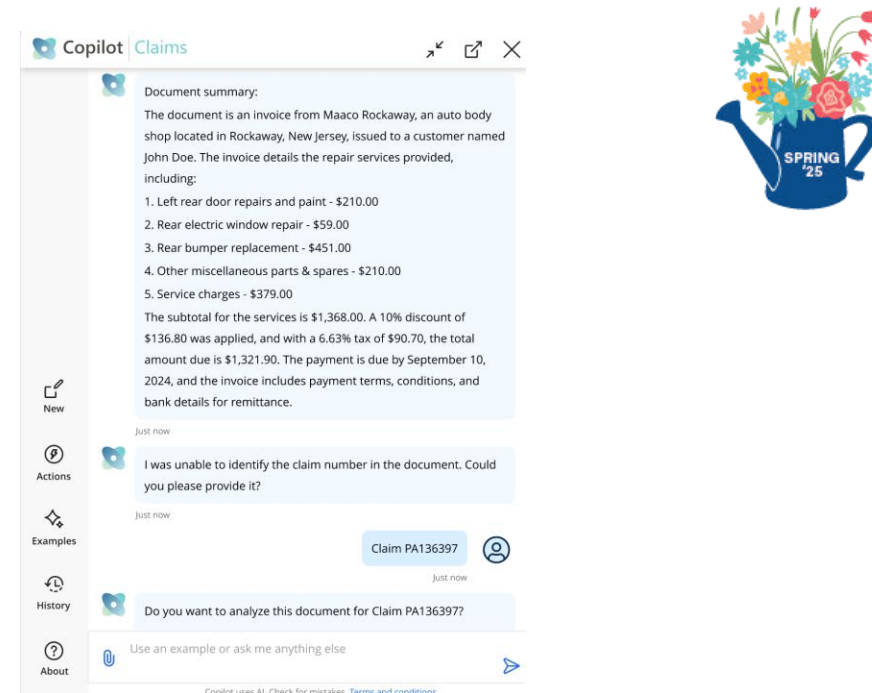 Copilot Claims
Document summary:
The document is an invoice from Maaco Rockaway, an auto body
shop located in Rockaway, New Jersey, issued to a customer named
John Doe. The invoice details the repair services provided,
including:
1. Left rear door repairs and paint - $210.00
2. Rear electric window repair - $59.00
3. Rear bumper replacement - $451.00
4. Other miscellaneous parts & spares - $210.00
5. Service charges - $379.00
The subtotal for the services is $1,368.00. A 10% discount of
$136.80 was applied, and with a 6.63% tax of $90.70, the total
amount due is $1,321.90. The payment is due by September 10,
2024, and the invoice includes payment terms, conditions, and
bank details for remittance.
Just now
I was unable to identify the claim number in the document. Could
you please provide it?
Just now
Claim PA136397
Just now
Do you want to analyze this document for Claim PA136397?
Use an example or ask me anything else
Copilot uses AI. Check for mistakes. Terms and conditions
New
Actions
Examples
History
About
SPRING
'25